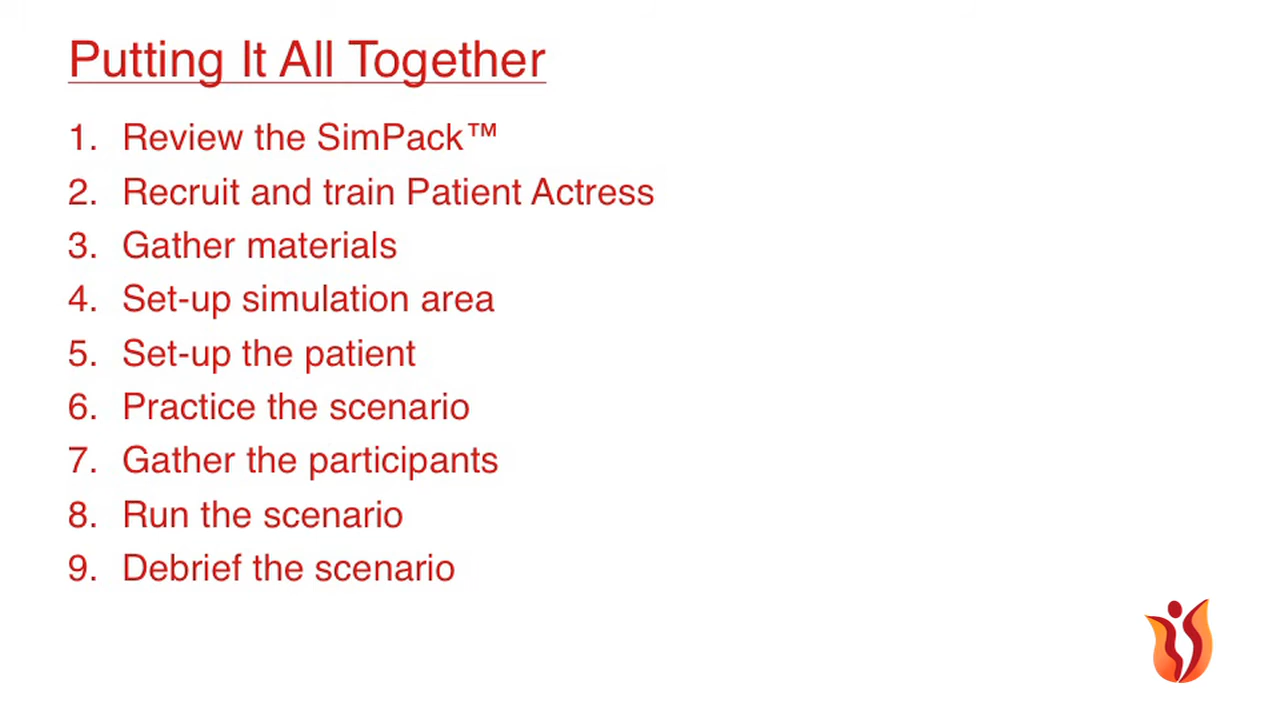 Putting It All Together
1. Review the SimPack™
2. Recruit and train Patient Actress
3. Gather materials
4. Set-up simulation area
5. Set-up the patient
6. Practice the scenario
7. Gather the participants
8. Run the scenario
9. Debrief the scenario